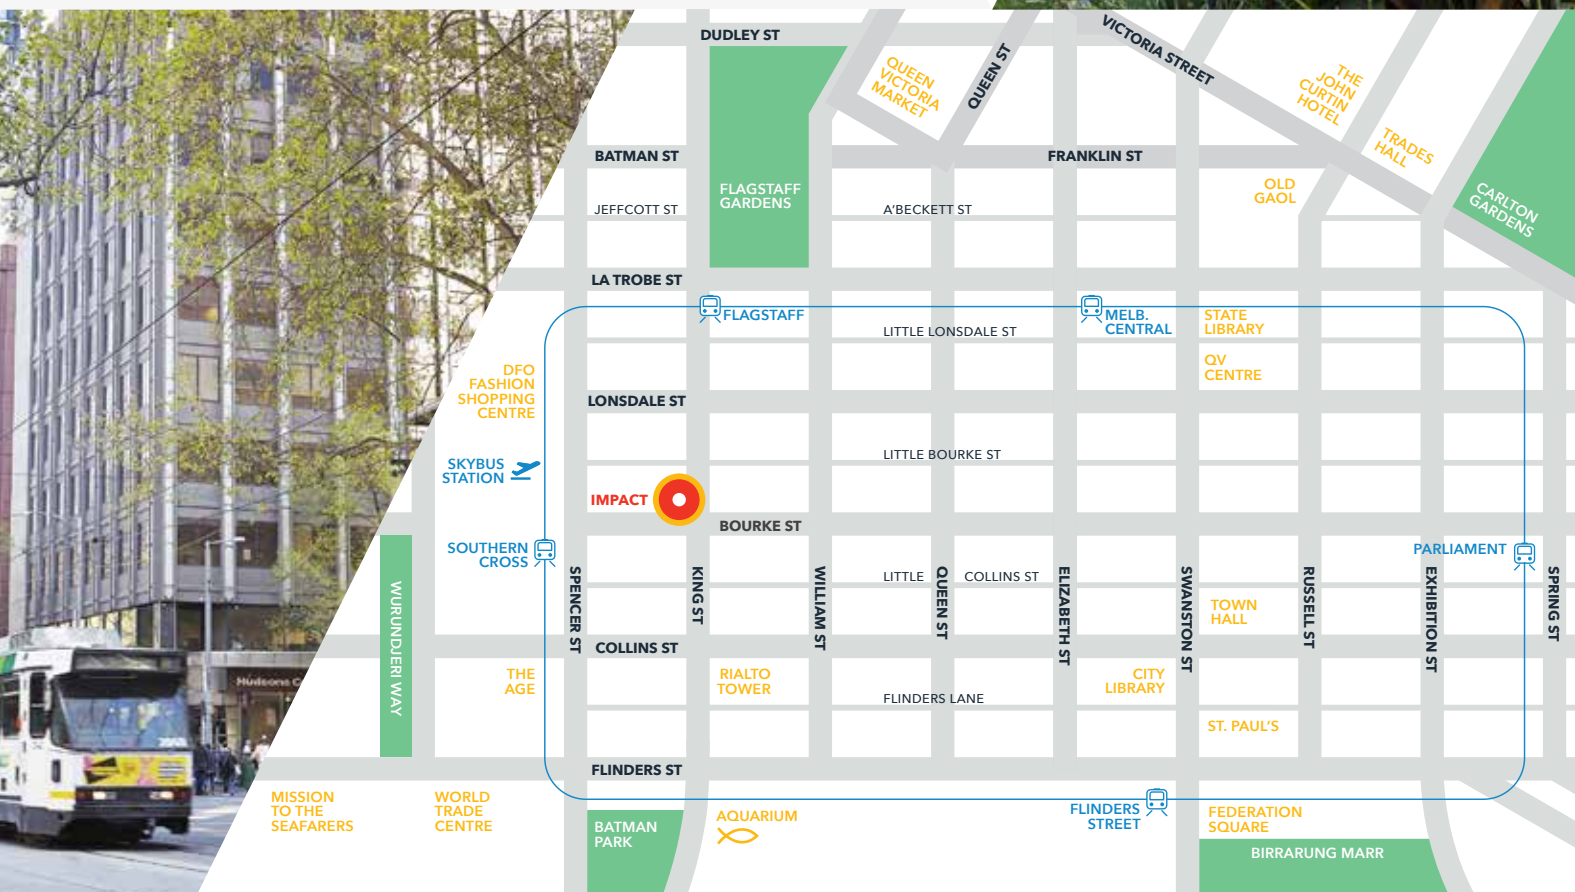 DUDLEY ST
QUEEN
VICTORIA
MARKET
QUEEN ST
VICTORIA STREET
THE
JOHN
CURTIN
HOTEL
TRADES
HALL
BATMAN ST
FRANKLIN ST
FLAGSTAFF
GARDENS
OLD
GAOL
CARLTON
GARDENS
JEFFCOTT ST
A'BECKETT ST
LA TROBE ST
FLAGSTAFF
MELB.
CENTRAL
STATE
LIBRARY
LITTLE LONSDALE ST
QV
CENTRE
DFO
FASHION
SHOPPING
CENTRE
LONSDALE ST
LITTLE BOURKE ST
SKYBUS
STATION
IMPACT
BOURKE ST
SOUTHERN
CROSS
PARLIAMENT
WURUNDJERI WAY
SPENCER ST
KING ST
WILLIAM ST
LITTLE
QUEEN ST
COLLINS ST
ELIZABETH ST
SWANSTON ST
RUSSELL ST
EXHIBITION ST
SPRING ST
TOWN
HALL
COLLINS ST
Hudsons
THE
AGE
RIALTO
TOWER
FLINDERS LANE
CITY
LIBRARY
ST. PAUL'S
FLINDERS ST
MISSION
TO THE
SEAFARERS
WORLD
TRADE
CENTRE
BATMAN
PARK
AQUARIUM
FLINDERS
STREET
FEDERATION
SQUARE
BIRRARUNG MARR